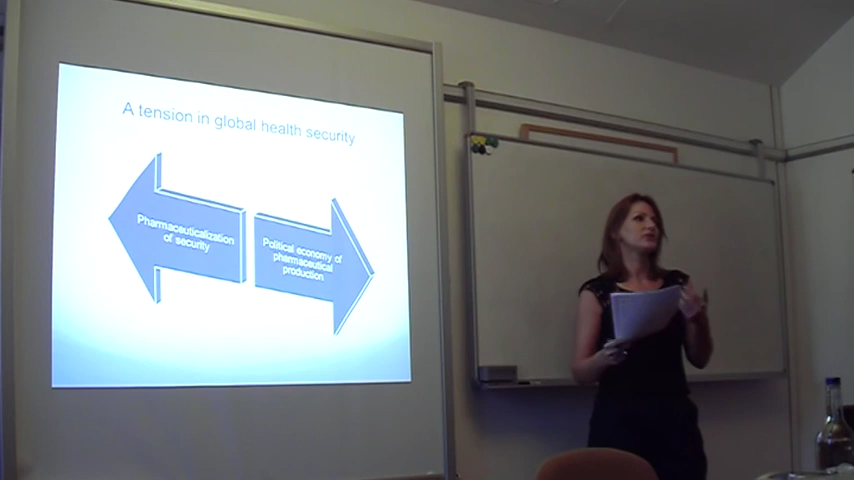 A tension in global health security
Pharmaceuticalization
of security
Political economy of
pharmaceutical
production